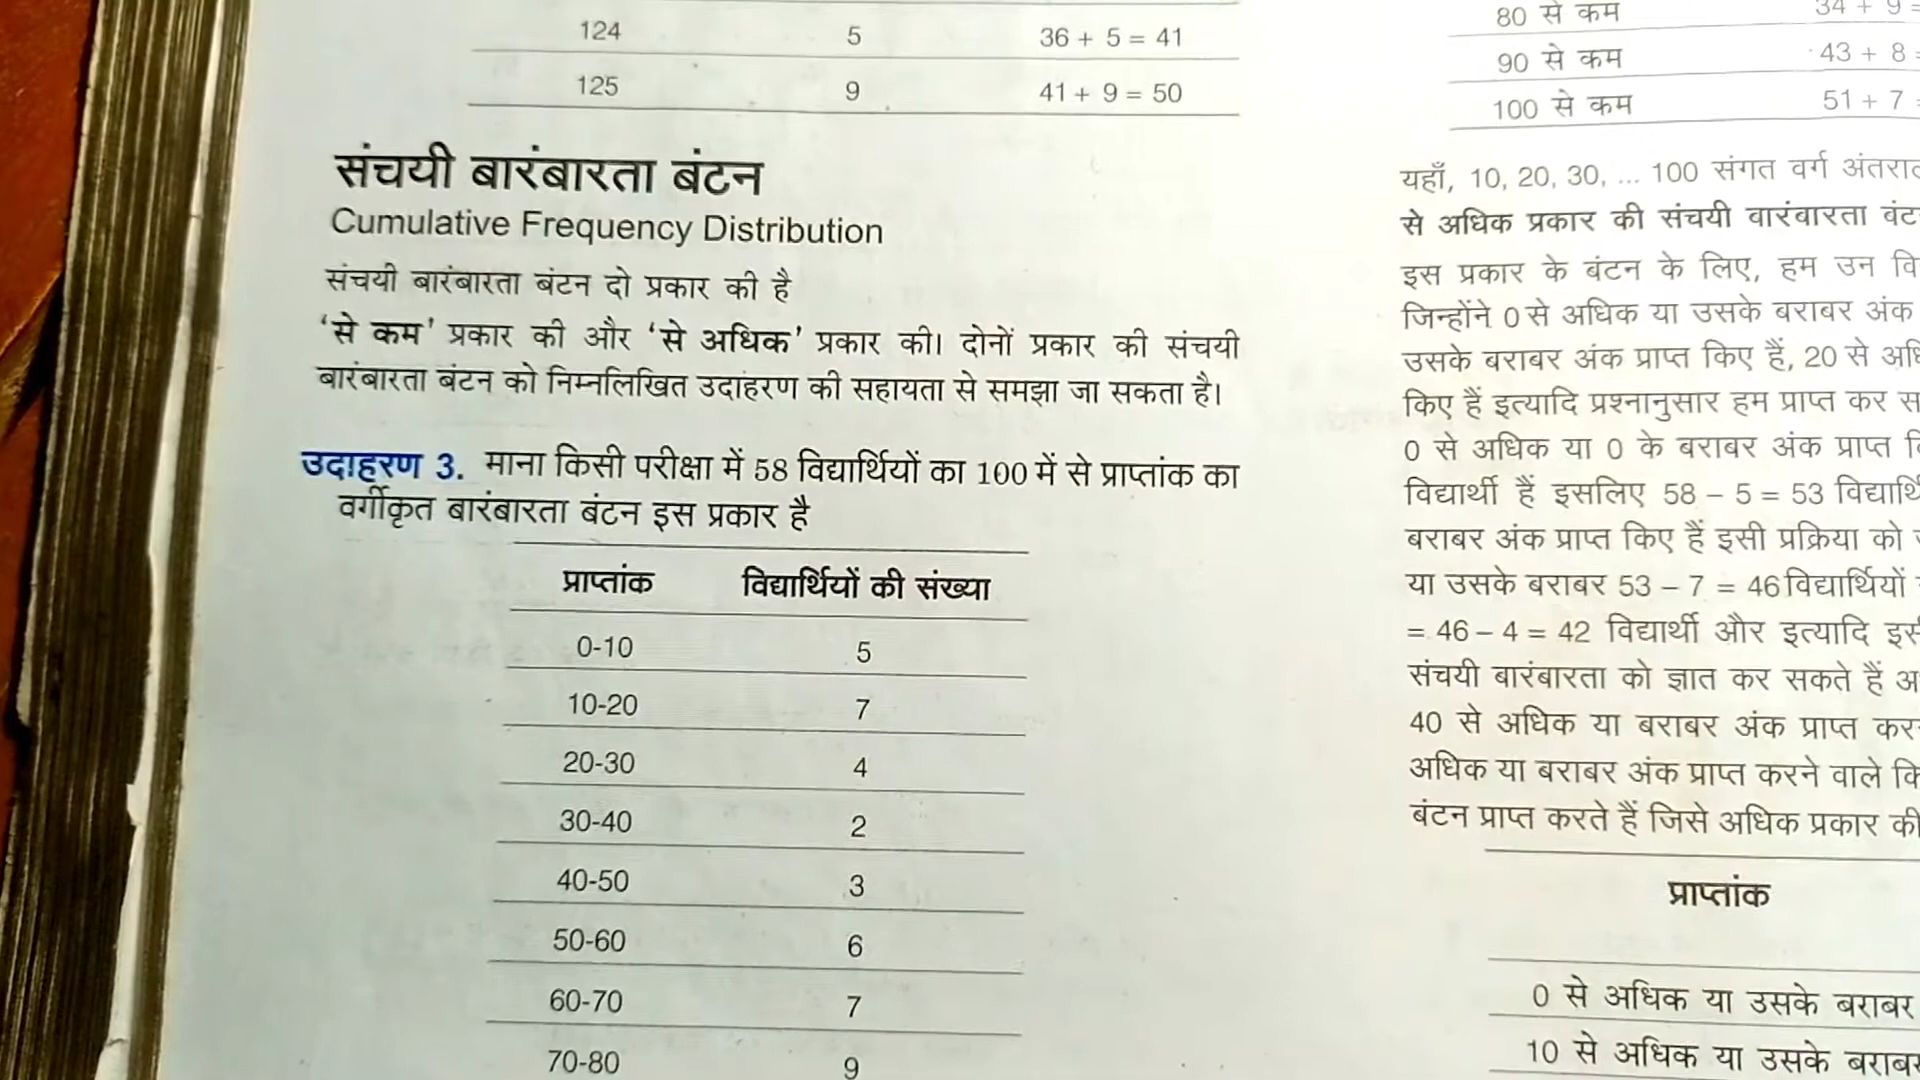 124 5 36 + 5 = 41
125 9 41 + 9 = 50
संचयी बारंबारता बंटन
Cumulative Frequency Distribution
संचयी बारंबारता बंटन दो प्रकार की है
‘से कम’ प्रकार की और ‘से अधिक’ प्रकार की। दोनों प्रकार की संचयी
बारंबारता बंटन को निम्नलिखित उदाहरण की सहायता से समझा जा सकता है।
उदाहरण 3. माना किसी परीक्षा में 58 विद्यार्थियों का 100 में से प्राप्तांक का
वर्गीकृत बारंबारता बंटन इस प्रकार है
प्राप्तांक विद्यार्थियों की संख्या
0-10 5
10-20 7
20-30 4
30-40 2
40-50 3
50-60 6
60-70 7
70-80 9
80 से कम 34 + 9 =
90 से कम 43 + 8 =
100 से कम 51 + 7 =
यहाँ, 10, 20, 30, ... 100 संगत वर्ग
से अधिक प्रकार की संचयी बारंबारता
इस प्रकार के बंटन के लिए, हम उन
जिन्होंने 0 से अधिक या उसके बराबर अंक
उसके बराबर अंक प्राप्त किए हैं, 20 से
किए हैं इत्यादि प्रश्नानुसार हम प्राप्त कर
0 से अधिक या 0 के बराबर अंक प्राप्त
विद्यार्थी हैं इसलिए 58 – 5 = 53
बराबर अंक प्राप्त किए हैं इसी प्रक्रिया को
या उसके बराबर 53 – 7 = 46 विद्यार्थियों
= 46 – 4 = 42 विद्यार्थी और इत्यादि
संचयी बारंबारता को ज्ञात कर सकते हैं
40 से अधिक या बराबर अंक प्राप्त
अधिक या बराबर अंक प्राप्त करने वाले
बंटन प्राप्त करते हैं जिसे अधिक प्रकार की
प्राप्तांक
0 से अधिक या उसके बराबर
10 से अधिक या उसके बराबर